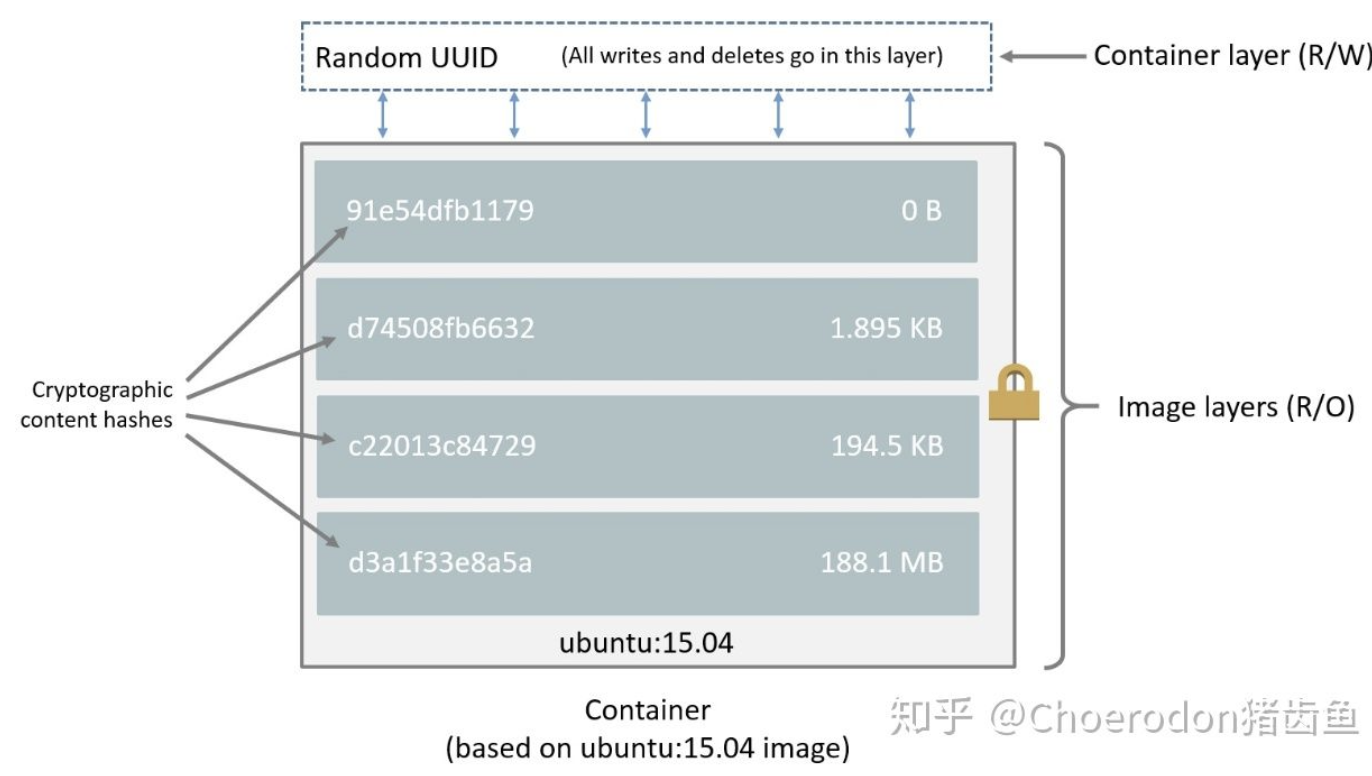 Random UUID (All writes and deletes go in this layer)
Container layer (R/W)
91e54dfb1179 0 B
d74508fb6632 1.895 KB
Cryptographic
content hashes
c22013c84729 194.5 KB
Image layers (R/O)
d3a1f33e8a5a 188.1 MB
ubuntu:15.04
Container
(based on ubuntu:15.04 image)
知乎 @Choerodon猪齿鱼